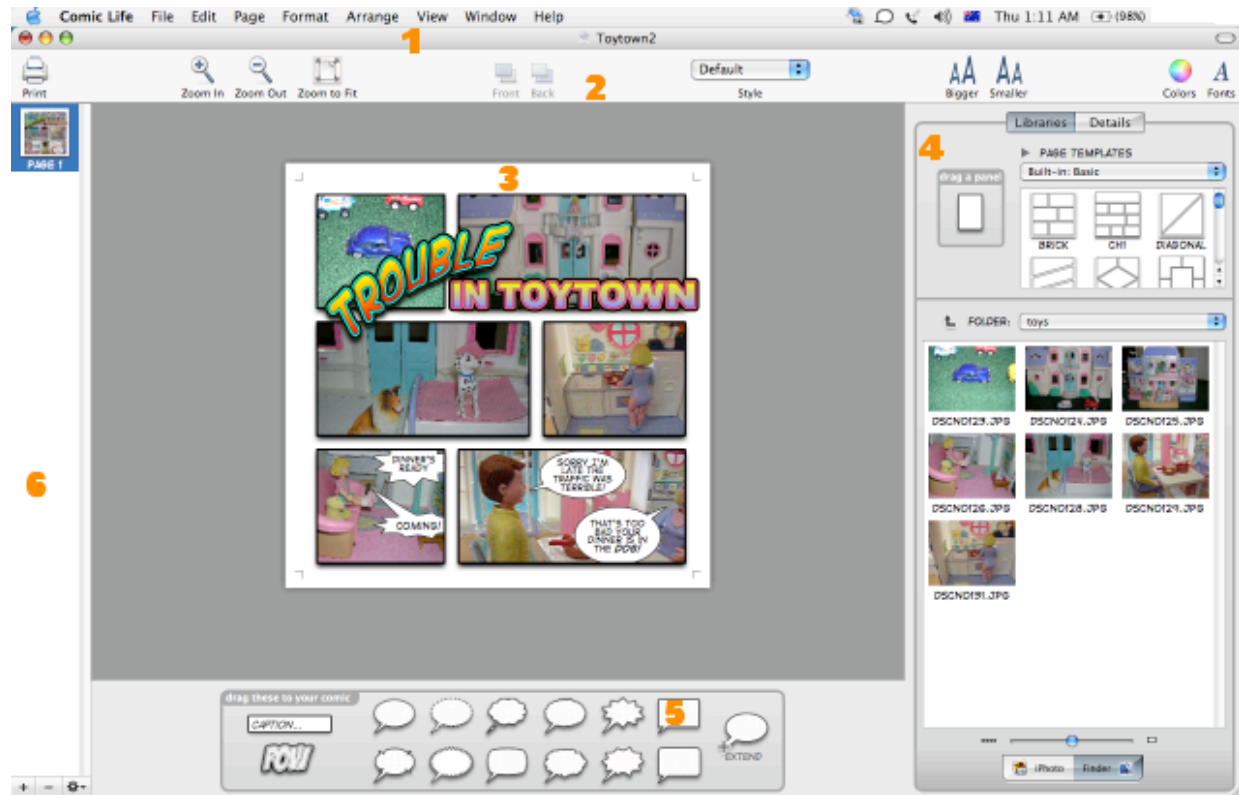 Comic Life File Edit Page Format Arrange View Window Help Thu 1:11 AM (98%)
1 Toytown2
Print Zoom In Zoom Out Zoom to Fit Front Back 2 Default Style Bigger Smaller Colors Fonts
Libraries Details
4
PAGE 1
PAGE TEMPLATES
drag a panel
Built-in: Basic
BRICK CH1 DIAGONAL
3
TROUBLE
IN TOYTOWN
FOLDER: toys
DSCN0123.JPG DSCN0124.JPG DSCN0125.JPG
DSCN0126.JPG DSCN0128.JPG DSCN0129.JPG
DSCN0131.JPG
DINNER'S
READY
COMING!
SORRY I'M
LATE THE
TRAFFIC WAS
TERRIBLE!
THAT'S TOO
BAD YOUR
DINNER IS IN
THE DOG!
6
drag these to your comic
CAPTION...
POW!
5
EXTEND
iPhoto Finder